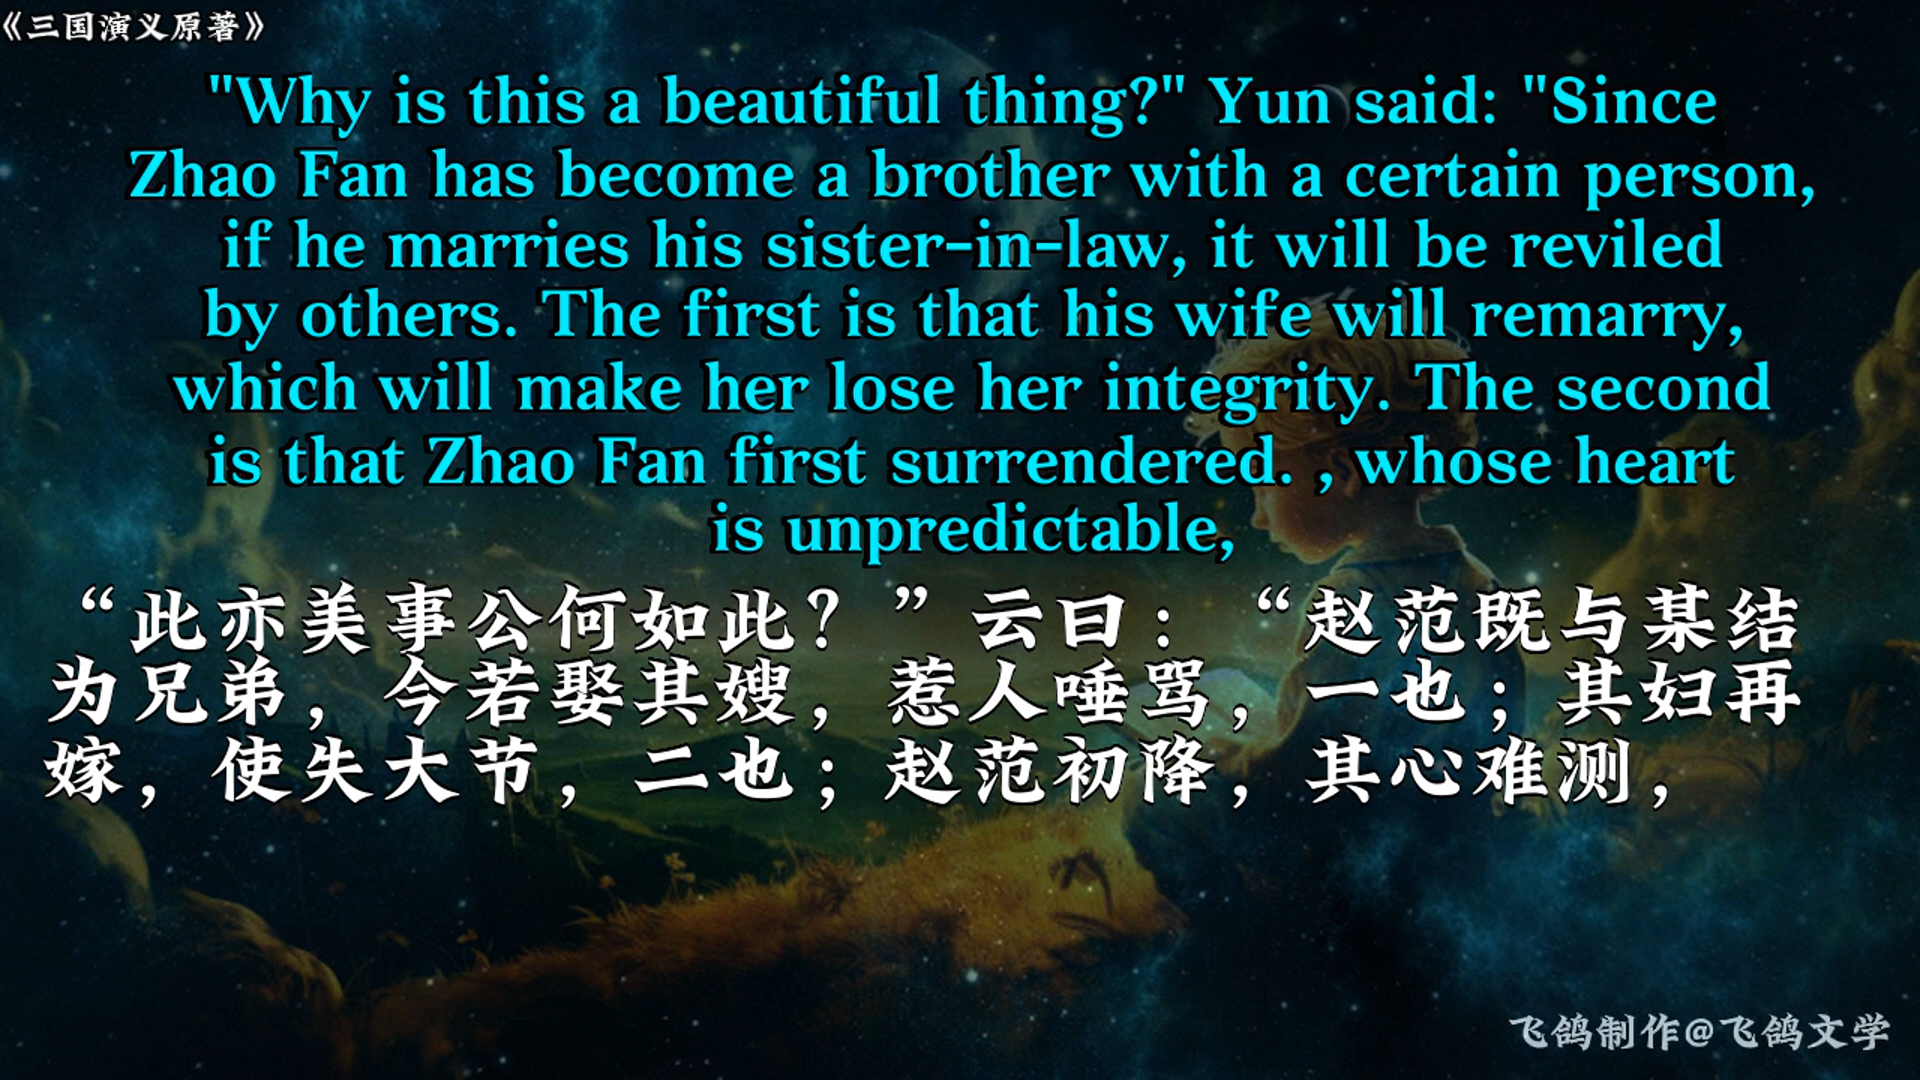 《三国演义原著》
"Why is this a beautiful thing?" Yun said: "Since
Zhao Fan has become a brother with a certain person,
if he marries his sister-in-law, it will be reviled
by others. The first is that his wife will remarry,
which will make her lose her integrity. The second
is that Zhao Fan first surrendered. , whose heart
is unpredictable,
“此亦美事公何如此？”云曰：“赵范既与某结
为兄弟，今若娶其嫂，惹人唾骂，一也；其妇再
嫁，使失大节，二也；赵范初降，其心难测，
飞鸽制作@飞鸽文学